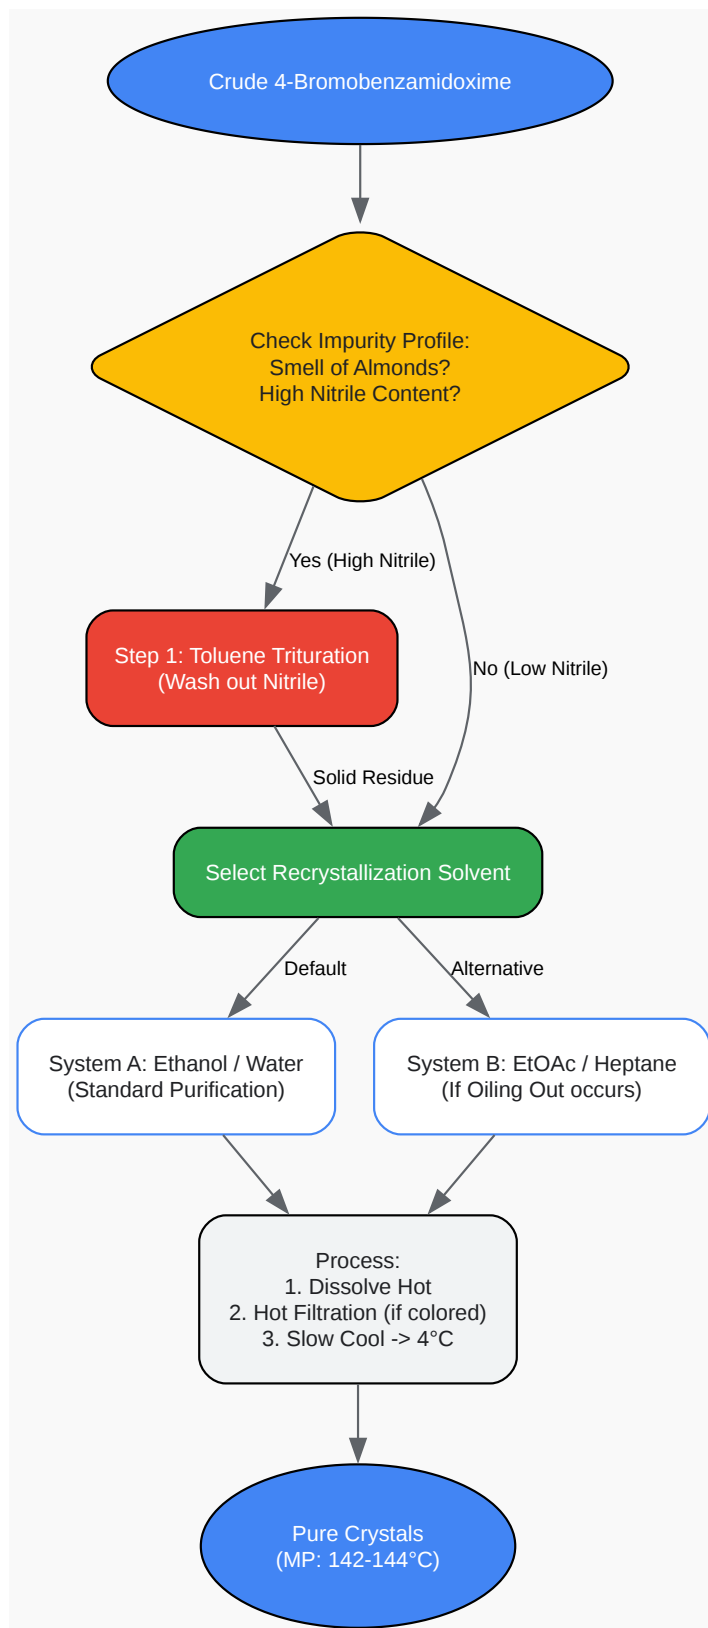 Crude 4-Bromobenzamidoxime
Check Impurity Profile:
Smell of Almonds?
High Nitrile Content?
Yes (High Nitrile)
Step 1: Toluene Trituration
(Wash out Nitrile)
No (Low Nitrile)
Solid Residue
Select Recrystallization Solvent
Default
Alternative
System A: Ethanol / Water
(Standard Purification)
System B: EtOAc / Heptane
(If Oiling Out occurs)
Process:
1. Dissolve Hot
2. Hot Filtration (if colored)
3. Slow Cool -> 4°C
Pure Crystals
(MP: 142-144°C)